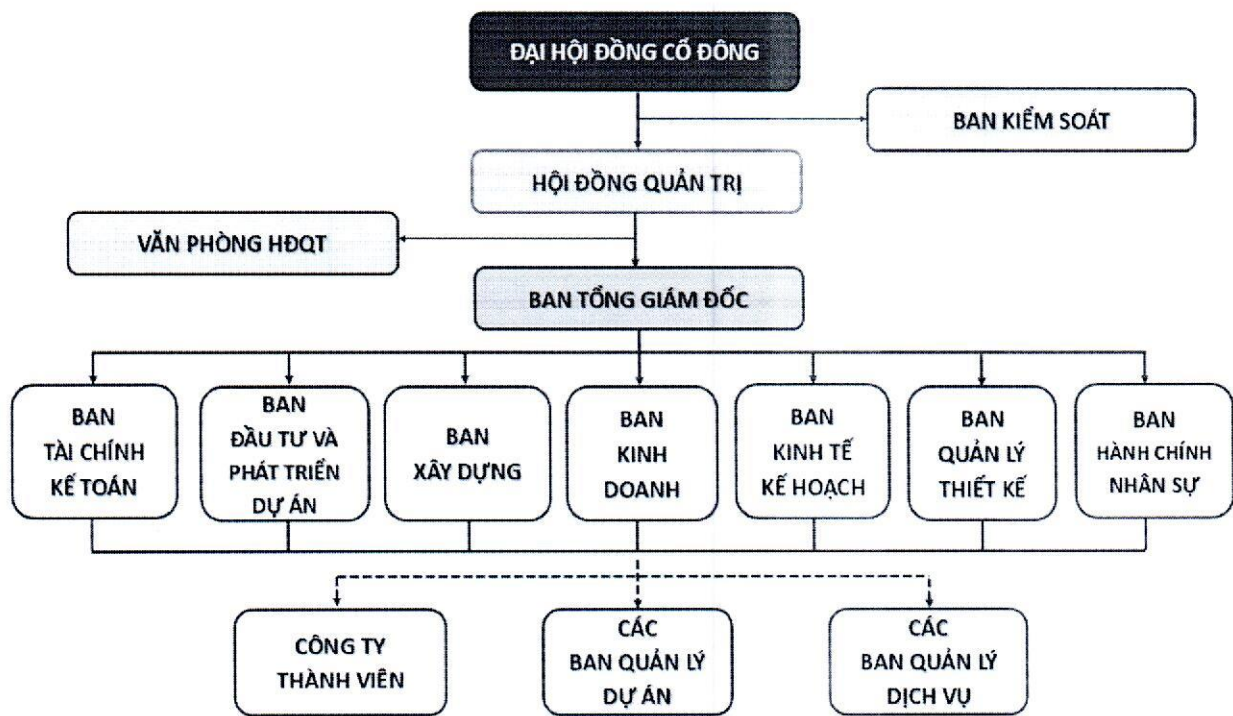 ĐẠI HỘI ĐỒNG CỔ ĐÔNG
BAN KIỂM SOÁT
HỘI ĐỒNG QUẢN TRỊ
VĂN PHÒNG HĐQT
BAN TỔNG GIÁM ĐỐC
BAN
TÀI CHÍNH
KẾ TOÁN
BAN
ĐẦU TƯ VÀ
PHÁT TRIỂN
DỰ ÁN
BAN
XÂY DỰNG
BAN
KINH
DOANH
BAN
KINH TẾ
KẾ HOẠCH
BAN
QUẢN LÝ
THIẾT KẾ
BAN
HÀNH CHÍNH
NHÂN SỰ
CÔNG TY
THÀNH VIÊN
CÁC
BAN QUẢN LÝ
DỰ ÁN
CÁC
BAN QUẢN LÝ
DỊCH VỤ